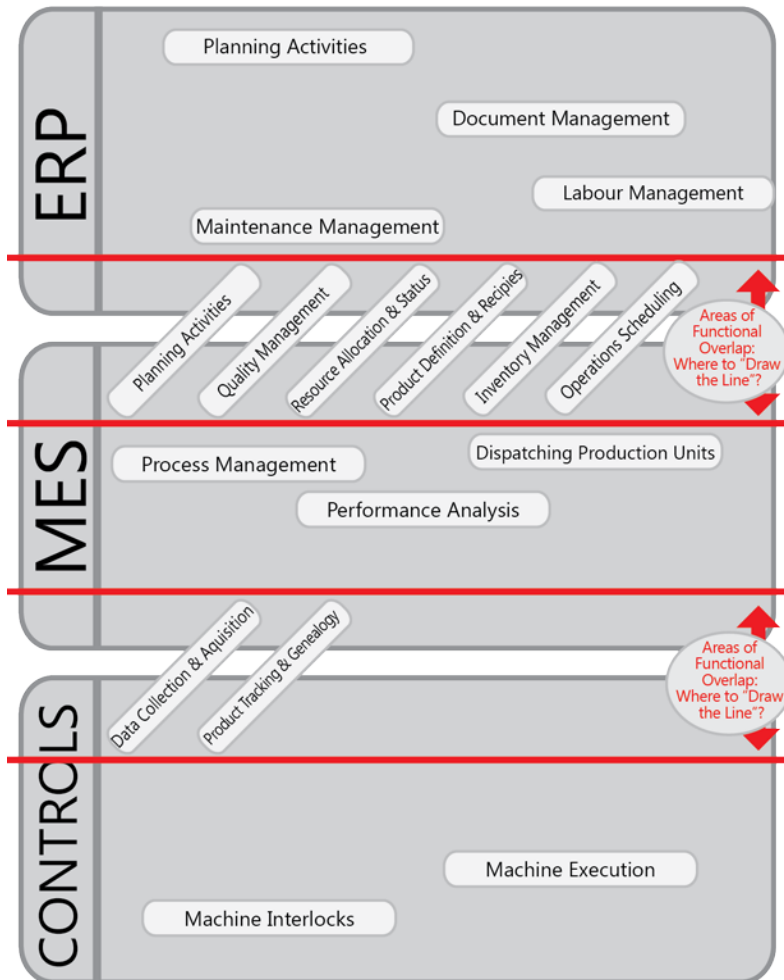 ERP
Planning Activities
Document Management
Labour Management
Maintenance Management
Planning Activities
Quality Management
Resource Allocation & Status
Product Definition & Recipies
Inventory Management
Operations Scheduling
Areas of
Functional
Overlap:
Where to "Draw
the Line"?
MES
Process Management
Dispatching Production Units
Performance Analysis
Data Collection & Aquisition
Product Tracking & Genealogy
Areas of
Functional
Overlap:
Where to "Draw
the Line"?
CONTROLS
Machine Execution
Machine Interlocks